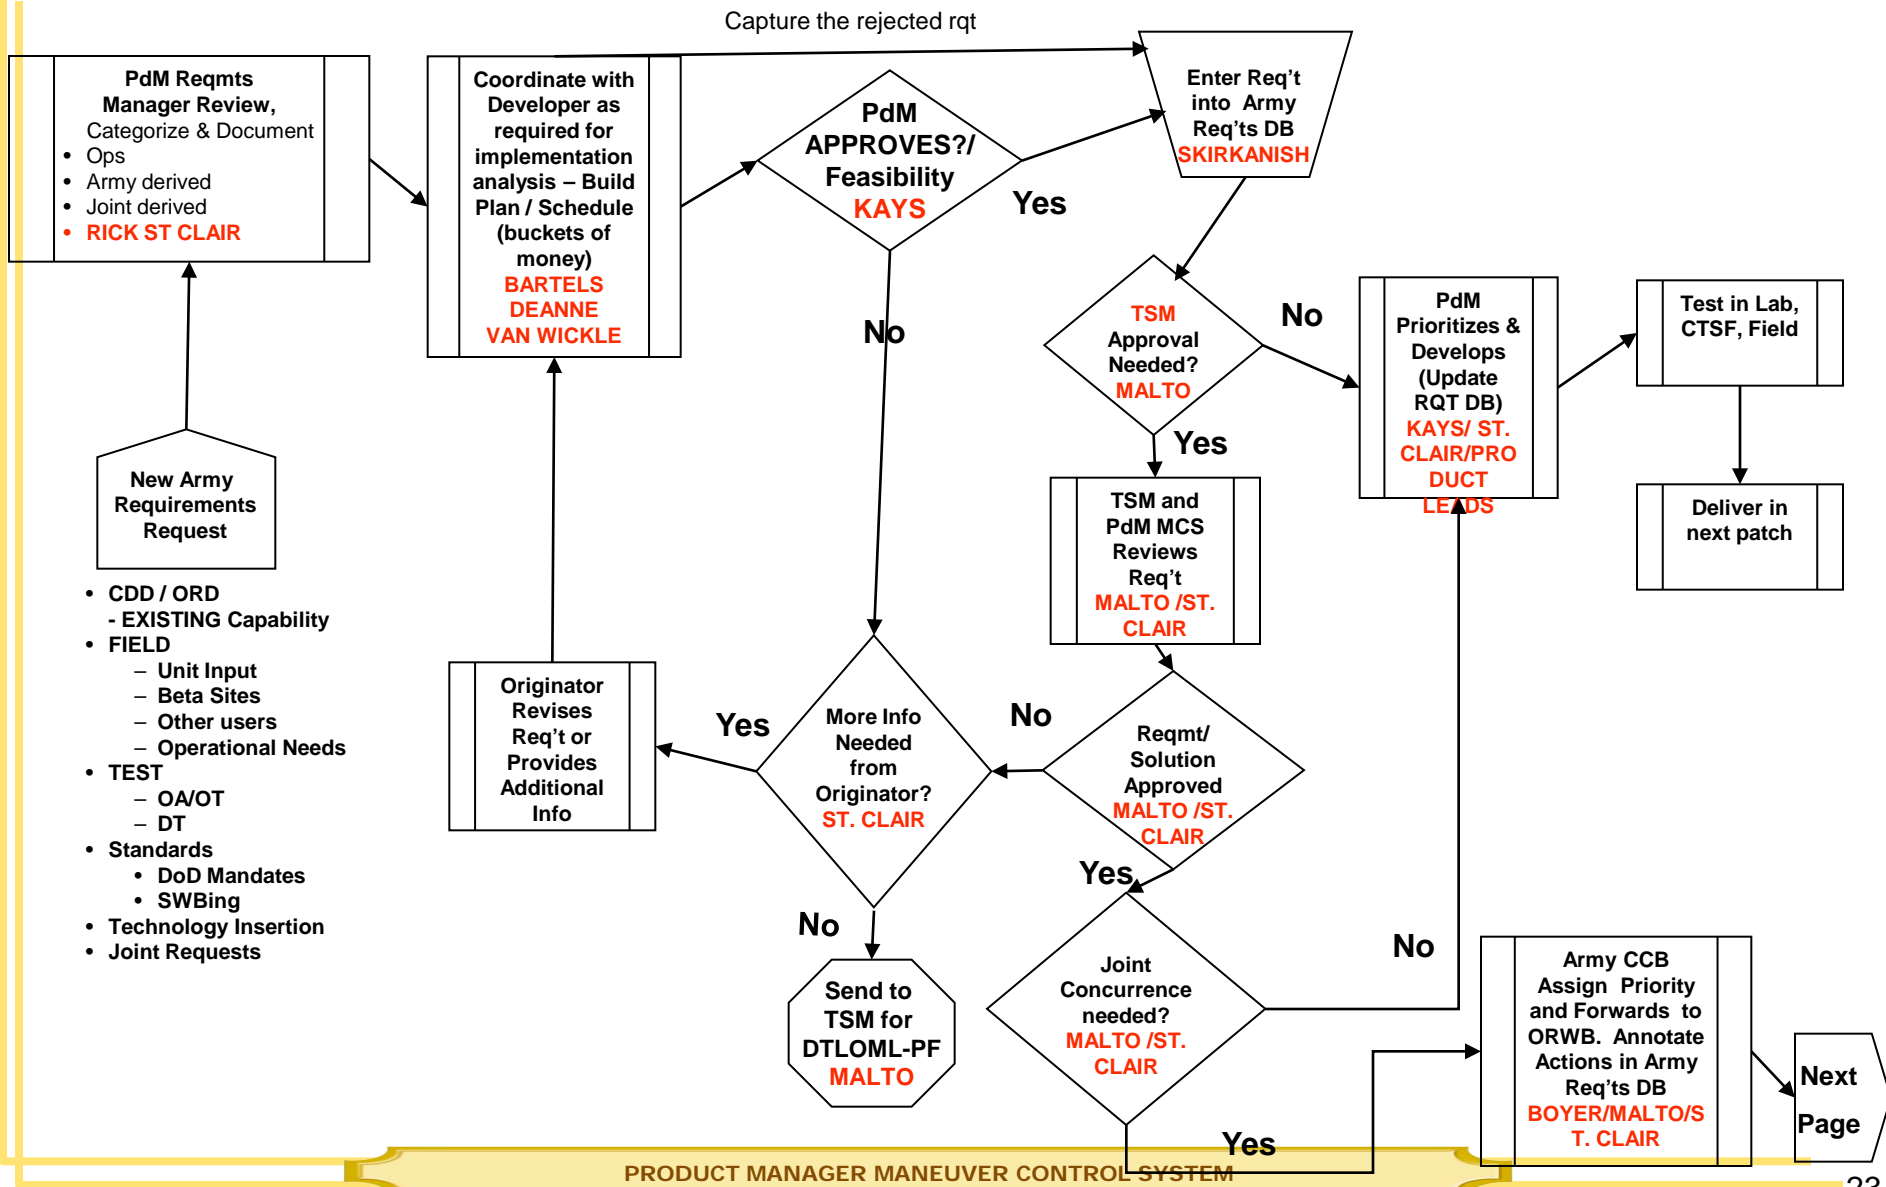 Capture the rejected rqt
PdM Reqmts
Manager Review,
Categorize & Document
• Ops
• Army derived
• Joint derived
• RICK ST CLAIR
Coordinate with
Developer as
required for
implementation
analysis – Build
Plan / Schedule
(buckets of
money)
BARTELS
DEANNE
VAN WICKLE
PdM
APPROVES?/
Feasibility
KAYS
Yes
No
Enter Req’t
into Army
Req’ts DB
SKIRKANISH
TSM
Approval
Needed?
MALTO
No
Yes
PdM
Prioritizes &
Develops
(Update
RQT DB)
KAYS/ ST.
CLAIR/PRO
DUCT
LEADS
Test in Lab,
CTSF, Field
Deliver in
next patch
New Army
Requirements
Request
• CDD / ORD
- EXISTING Capability
• FIELD
– Unit Input
– Beta Sites
– Other users
– Operational Needs
• TEST
– OA/OT
– DT
• Standards
• DoD Mandates
• SWBing
• Technology Insertion
• Joint Requests
Originator
Revises
Req’t or
Provides
Additional
Info
Yes
More Info
Needed
from
Originator?
ST. CLAIR
No
TSM and
PdM MCS
Reviews
Req’t
MALTO /ST.
CLAIR
No
Reqmt/
Solution
Approved
MALTO /ST.
CLAIR
Yes
Send to
TSM for
DTLOML-PF
MALTO
Joint
Concurrence
needed?
MALTO /ST.
CLAIR
No
Yes
Army CCB
Assign Priority
and Forwards to
ORWB. Annotate
Actions in Army
Req’ts DB
BOYER/MALTO/S
T. CLAIR
Next
Page
PRODUCT MANAGER MANEUVER CONTROL SYSTEM
23